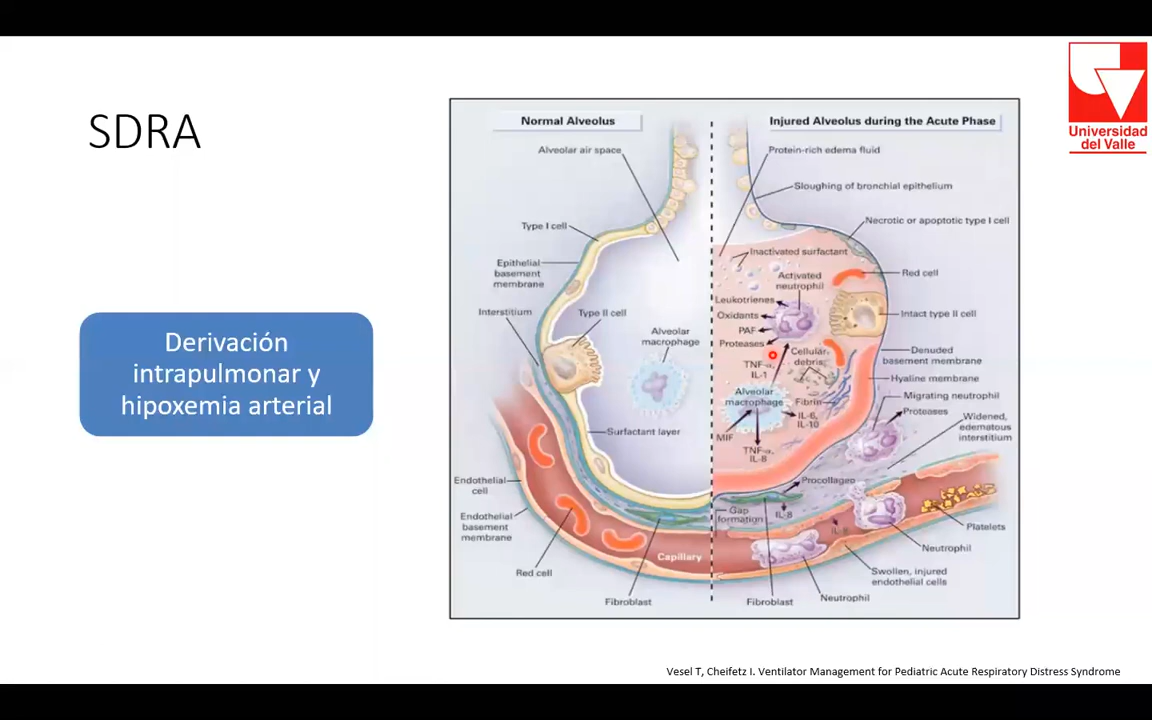 SDRA
Derivación
intrapulmonar y
hipoxemia arterial
Universidad
del Valle
Normal Alveolus
Alveolar air space
Type I cell
Epithelial
basement
membrane
Interstitium
Type II cell
Alveolar
macrophage
Surfactant layer
Endothelial
cell
Endothelial
basement
membrane
Capillary
Red cell
Fibroblast
Injured Alveolus during the Acute Phase
Protein-rich edema fluid
Sloughing of bronchial epithelium
Necrotic or apoptotic type I cell
Inactivated surfactant
Activated
neutrophil
Red cell
Leukotrienes
Oxidants
PAF
Proteases
Intact type II cell
TNF-α,
IL-1
Cellular
debris
Denuded
basement membrane
Hyaline membrane
Alveolar
macrophage
Fibrin
Migrating neutrophil
Proteases
IL-6,
IL-10
Widened,
edematous
interstitium
MIF
TNF-α,
IL-8
Procollagen
Gap
formation
IL-8
IL-8
Platelets
Neutrophil
Swollen, injured
endothelial cells
Neutrophil
Fibroblast
Vesel T, Cheifetz I. Ventilator Management for Pediatric Acute Respiratory Distress Syndrome